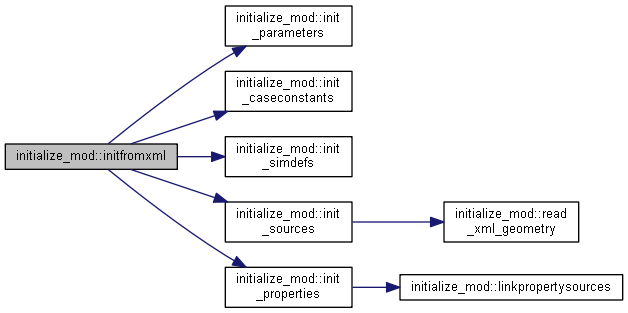 initialize_mod::init
_parameters
initialize_mod::init
_caseconstants
initialize_mod::initfromxml
initialize_mod::init
_simdefs
initialize_mod::init
_sources
initialize_mod::read
_xml_geometry
initialize_mod::init
_properties
initialize_mod::linkpropertysources